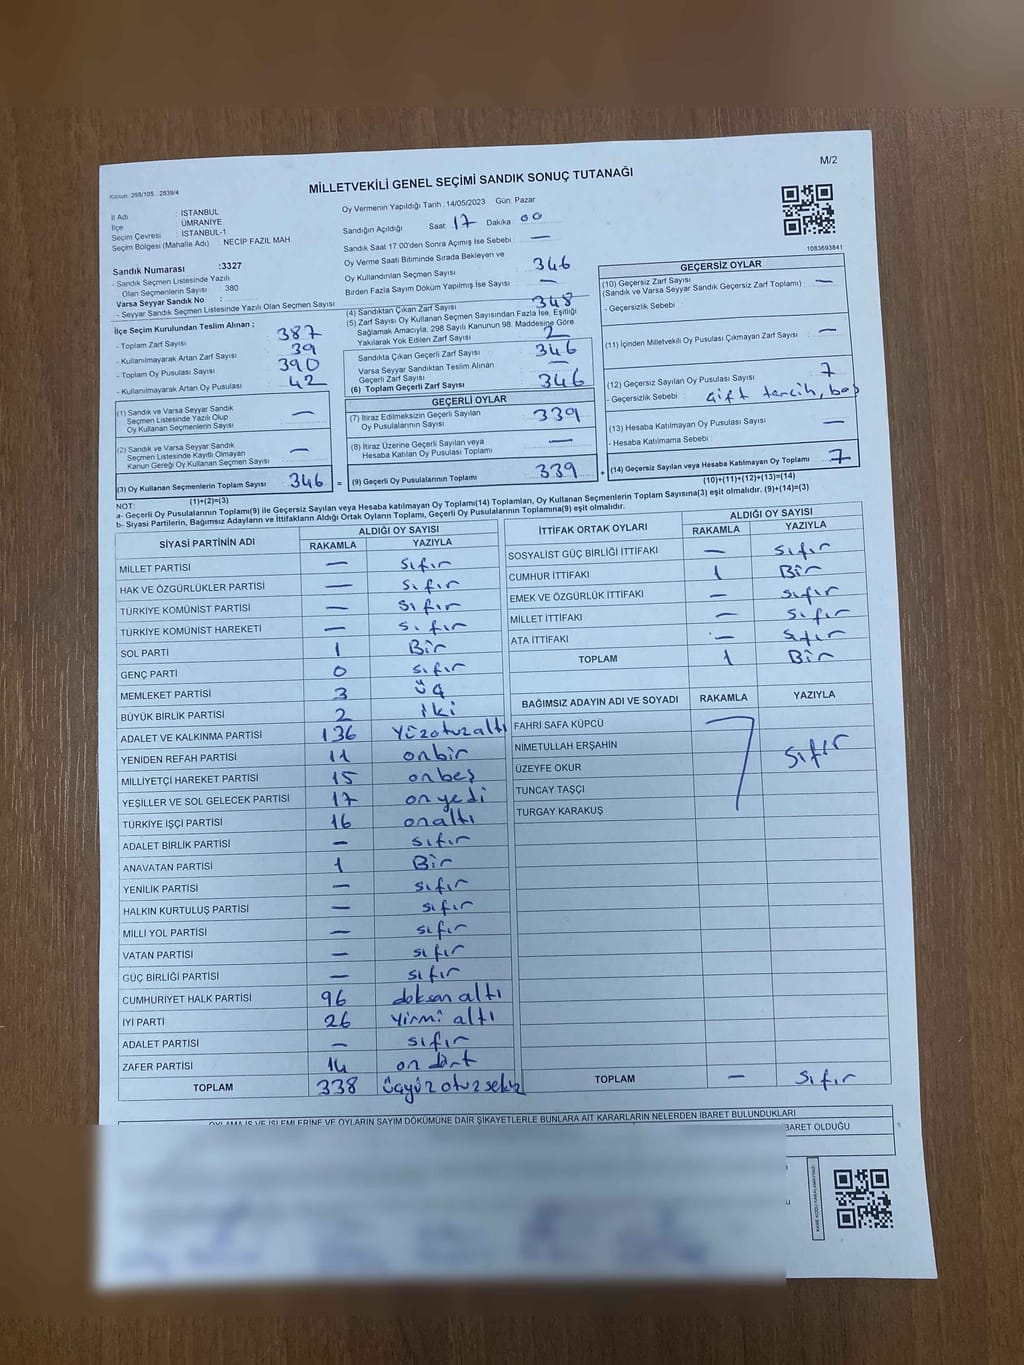 M/2
Kanun: 298/105 . 2839/4
MİLLETVEKİLİ GENEL SEÇİMİ SANDIK SONUÇ TUTANAĞI
İl Adı : İSTANBUL
İlçe : ÜMRANİYE
Seçim Çevresi : İSTANBUL-1
Seçim Bölgesi (Mahalle Adı) : NECİP FAZIL MAH
Sandık Numarası :3327
- Sandık Seçmen Listesinde Yazılı
Olan Seçmenlerin Sayısı : 380
Varsa Seyyar Sandık No :
- Seyyar Sandık Seçmen Listesinde Yazılı Olan Seçmen Sayısı :
İlçe Seçim Kurulundan Teslim Alınan ;
- Toplam Zarf Sayısı : 387
- Kullanılmayarak Artan Zarf Sayısı : 39
- Toplam Oy Pusulası Sayısı : 390
- Kullanılmayarak Artan Oy Pusulası : 42
Oy Vermenin Yapıldığı Tarih : 14/05/2023 Gün: Pazar
Sandığın Açıldığı : Saat 17 Dakika 00
Sandık Saat 17.00'den Sonra Açımış İse Sebebi : —
Oy Verme Saati Bitiminde Sırada Bekleyen ve
Oy Kullandırılan Seçmen Sayısı : 346
Birden Fazla Sayım Döküm Yapılmış İse Sayısı : —
(4) Sandıktan Çıkan Zarf Sayısı : 348
(5) Zarf Sayısı Oy Kullanan Seçmen Sayısından Fazla İse, Eşitliği
Sağlamak Amacıyla, 298 Sayılı Kanunun 98. Maddesine Göre
Yakılarak Yok Edilen Zarf Sayısı : 2
Sandıkta Çıkan Geçerli Zarf Sayısı : 346
Varsa Seyyar Sandıktan Teslim Alınan
Geçerli Zarf Sayısı : —
(6) Toplam Geçerli Zarf Sayısı : 346
1083693841
GEÇERSİZ OYLAR
(10) Geçersiz Zarf Sayısı : —
(Sandık ve Varsa Seyyar Sandık Geçersiz Zarf Toplamı)
- Geçersizlik Sebebi :
(11) İçinden Milletvekili Oy Pusulası Çıkmayan Zarf Sayısı : —
(12) Geçersiz Sayılan Oy Pusulası Sayısı : 7
- Geçersizlik Sebebi : Çift tercih, boş
(13) Hesaba Katılmayan Oy Pusulası Sayısı : —
- Hesaba Katılmama Sebebi :
(14) Geçersiz Sayılan veya Hesaba Katılmayan Oy Toplamı : 7
(10)+(11)+(12)+(13)=(14)
(1) Sandık ve Varsa Seyyar Sandık
Seçmen Listesinde Yazılı Olup
Oy Kullanan Seçmenlerin Sayısı : —
(2) Sandık ve Varsa Seyyar Sandık
Seçmen Listesinde Kayıtlı Olmayan
Kanun Gereği Oy Kullanan Seçmen Sayısı : —
(3) Oy Kullanan Seçmenlerin Toplam Sayısı : 346 =
(1)+(2)=(3)
GEÇERLİ OYLAR
(7) İtiraz Edilmeksizin Geçerli Sayılan
Oy Pusulalarının Sayısı : 339
(8) İtiraz Üzerine Geçerli Sayılan veya
Hesaba Katılan Oy Pusulası Toplamı : —
(9) Geçerli Oy Pusulalarının Toplamı : 339 +
NOT:
a- Geçerli Oy Pusulalarının Toplamı(9) ile Geçersiz Sayılan veya Hesaba katılmayan Oy Toplamı(14) Toplamları, Oy Kullanan Seçmenlerin Toplam Sayısına(3) eşit olmalıdır. (9)+(14)=(3)
b- Siyasi Partilerin, Bağımsız Adayların ve İttifakların Aldığı Ortak Oyların Toplamı, Geçerli Oy Pusulalarının Toplamına(9) eşit olmalıdır.
SİYASİ PARTİNİN ADI ALDIĞI OY SAYISI
RAKAMLA YAZIYLA
MİLLET PARTİSİ — sıfır
HAK VE ÖZGÜRLÜKLER PARTİSİ — sıfır
TÜRKİYE KOMÜNİST PARTİSİ — sıfır
TÜRKİYE KOMÜNİST HAREKETİ — sıfır
SOL PARTİ 1 Bir
GENÇ PARTİ 0 sıfır
MEMLEKET PARTİSİ 3 üç
BÜYÜK BİRLİK PARTİSİ 2 iki
ADALET VE KALKINMA PARTİSİ 136 Yüzotuzaltı
YENİDEN REFAH PARTİSİ 11 onbir
MİLLİYETÇİ HAREKET PARTİSİ 15 onbeş
YEŞİLLER VE SOL GELECEK PARTİSİ 17 onyedi
TÜRKİYE İŞÇİ PARTİSİ 16 onaltı
ADALET BİRLİK PARTİSİ — sıfır
ANAVATAN PARTİSİ 1 Bir
YENİLİK PARTİSİ — sıfır
HALKIN KURTULUŞ PARTİSİ — sıfır
MİLLİ YOL PARTİSİ — sıfır
VATAN PARTİSİ — sıfır
GÜÇ BİRLİĞİ PARTİSİ — sıfır
CUMHURİYET HALK PARTİSİ 96 doksan altı
İYİ PARTİ 26 Yirmi altı
ADALET PARTİSİ — sıfır
ZAFER PARTİSİ 14 on dört
TOPLAM 338 üçyüz otuz sekiz
İTTİFAK ORTAK OYLARI ALDIĞI OY SAYISI
RAKAMLA YAZIYLA
SOSYALİST GÜÇ BİRLİĞİ İTTİFAKI — sıfır
CUMHUR İTTİFAKI 1 Bir
EMEK VE ÖZGÜRLÜK İTTİFAKI — sıfır
MİLLET İTTİFAKI — sıfır
ATA İTTİFAKI — sıfır
TOPLAM 1 Bir
BAĞIMSIZ ADAYIN ADI VE SOYADI RAKAMLA YAZIYLA
FAHRİ SAFA KÜPCÜ
NİMETULLAH ERŞAHİN sıfır
ÜZEYFE OKUR
TUNCAY TAŞÇI
TURGAY KARAKUŞ
TOPLAM — sıfır
OYLAMA İŞ VE İŞLEMLERİNE VE OYLARIN SAYIM DÖKÜMÜNE DAİR ŞİKAYETLERLE BUNLARA AİT KARARLARIN NELERDEN İBARET BULUNDUKLARI
İBARET OLDUĞU